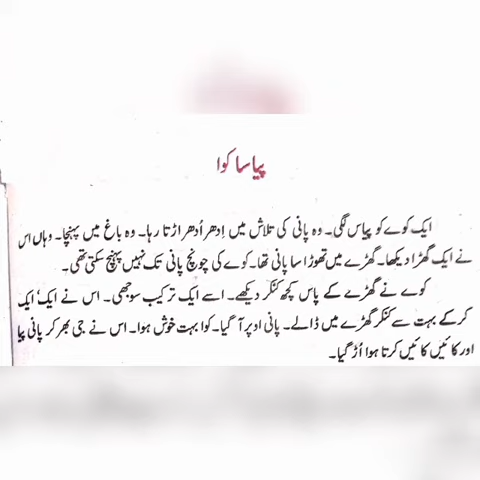 پیاسا کوا
ایک کوے کو پیاس لگی۔ وہ پانی کی تلاش میں اِدھر اُدھر اڑتا رہا۔ وہ باغ میں پہنچا۔ وہاں اس
نے ایک گھڑا دیکھا۔ گھڑے میں تھوڑا سا پانی تھا۔ کوے کی چونچ پانی تک نہیں پہنچ سکتی تھی۔
کوے نے گھڑے کے پاس کچھ کنکر دیکھے۔ اسے ایک ترکیب سوجھی۔ اس نے ایک ایک
کر کے بہت سے کنکر گھڑے میں ڈالے۔ پانی اوپر آ گیا۔ کوا بہت خوش ہوا۔ اس نے جی بھر کر پانی پیا
اور کائیں کائیں کرتا ہوا اُڑ گیا۔